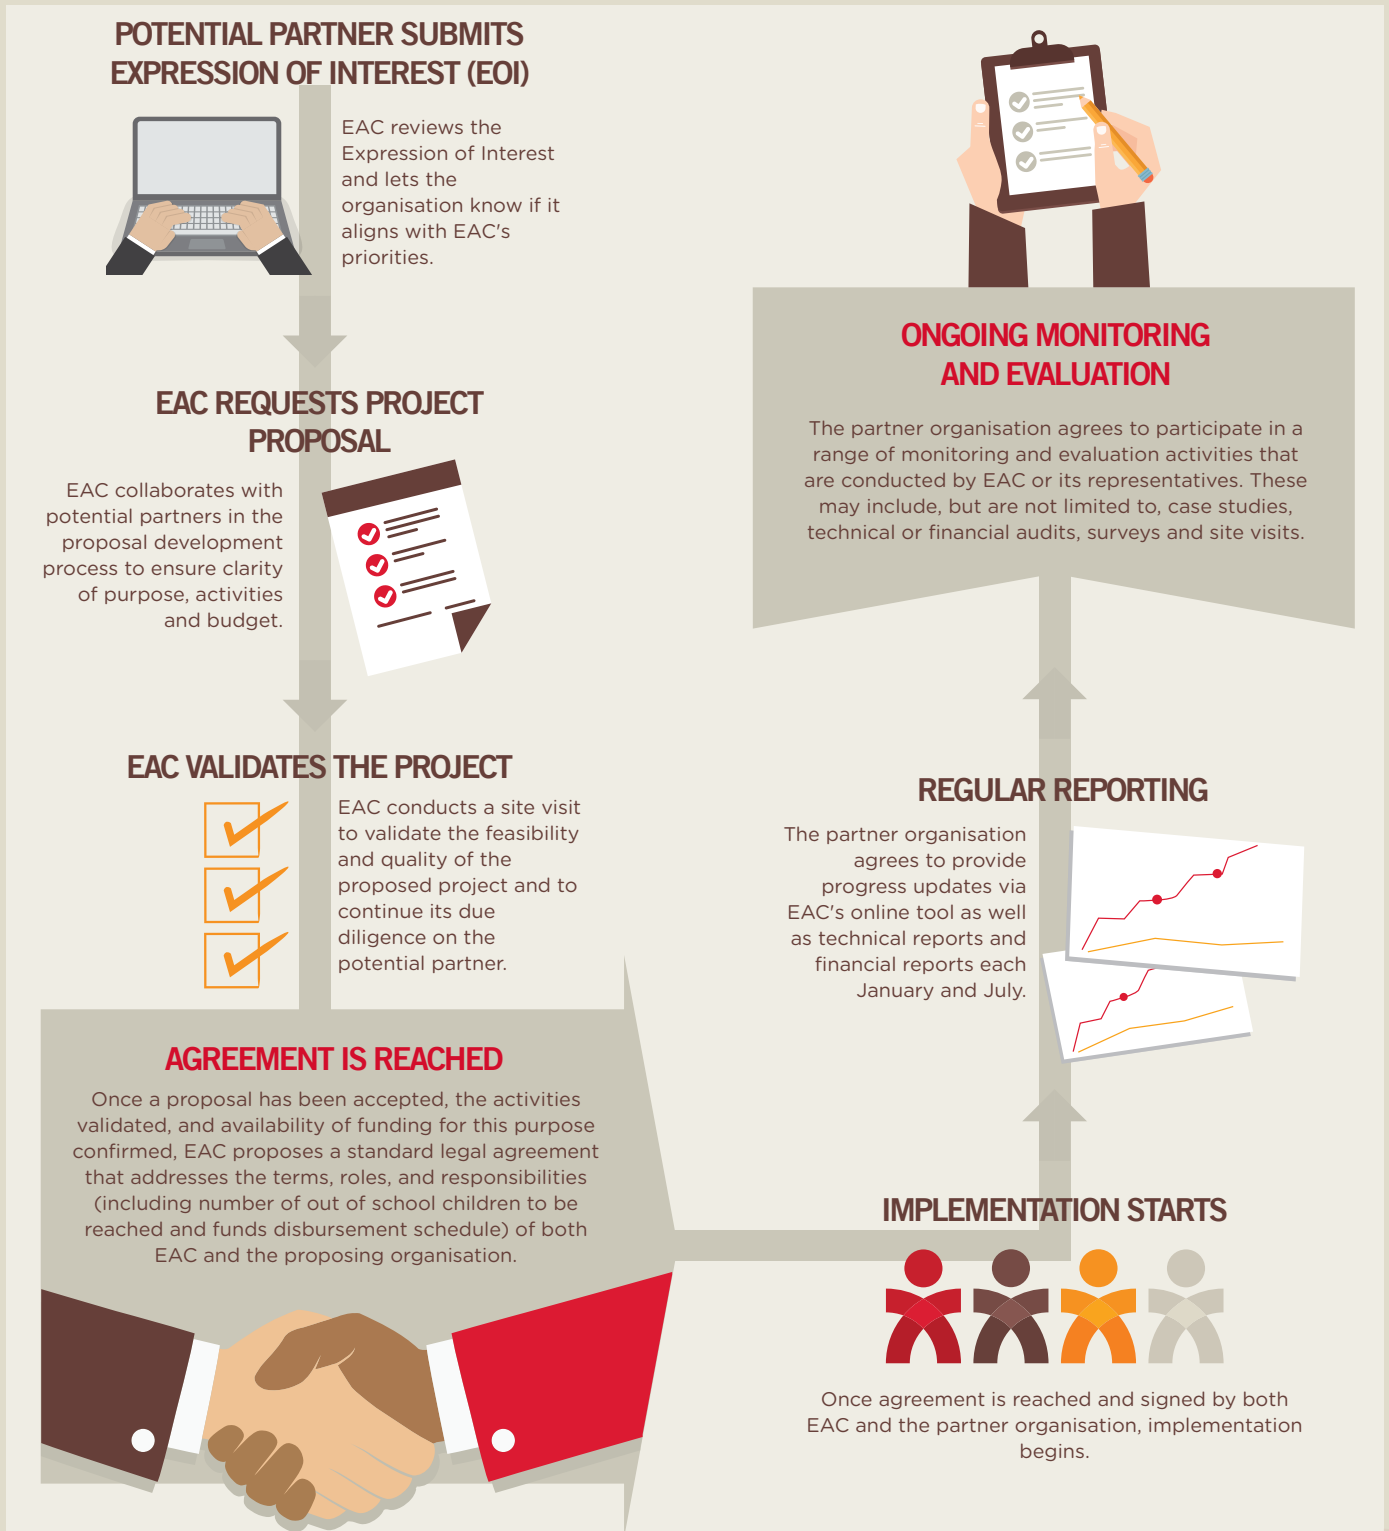 POTENTIAL PARTNER SUBMITS
EXPRESSION OF INTEREST (EOI)
EAC reviews the
Expression of Interest
and lets the
organisation know if it
aligns with EAC's
priorities.
EAC REQUESTS PROJECT
PROPOSAL
EAC collaborates with
potential partners in the
proposal development
process to ensure clarity
of purpose, activities
and budget.
EAC VALIDATES THE PROJECT
EAC conducts a site visit
to validate the feasibility
and quality of the
proposed project and to
continue its due
diligence on the
potential partner.
AGREEMENT IS REACHED
Once a proposal has been accepted, the activities
validated, and availability of funding for this purpose
confirmed, EAC proposes a standard legal agreement
that addresses the terms, roles, and responsibilities
(including number of out of school children to be
reached and funds disbursement schedule) of both
EAC and the proposing organisation.
IMPLEMENTATION STARTS
Once agreement is reached and signed by both
EAC and the partner organisation, implementation
begins.
REGULAR REPORTING
The partner organisation
agrees to provide
progress updates via
EAC's online tool as well
as technical reports and
financial reports each
January and July.
ONGOING MONITORING
AND EVALUATION
The partner organisation agrees to participate in a
range of monitoring and evaluation activities that
are conducted by EAC or its representatives. These
may include, but are not limited to, case studies,
technical or financial audits, surveys and site visits.